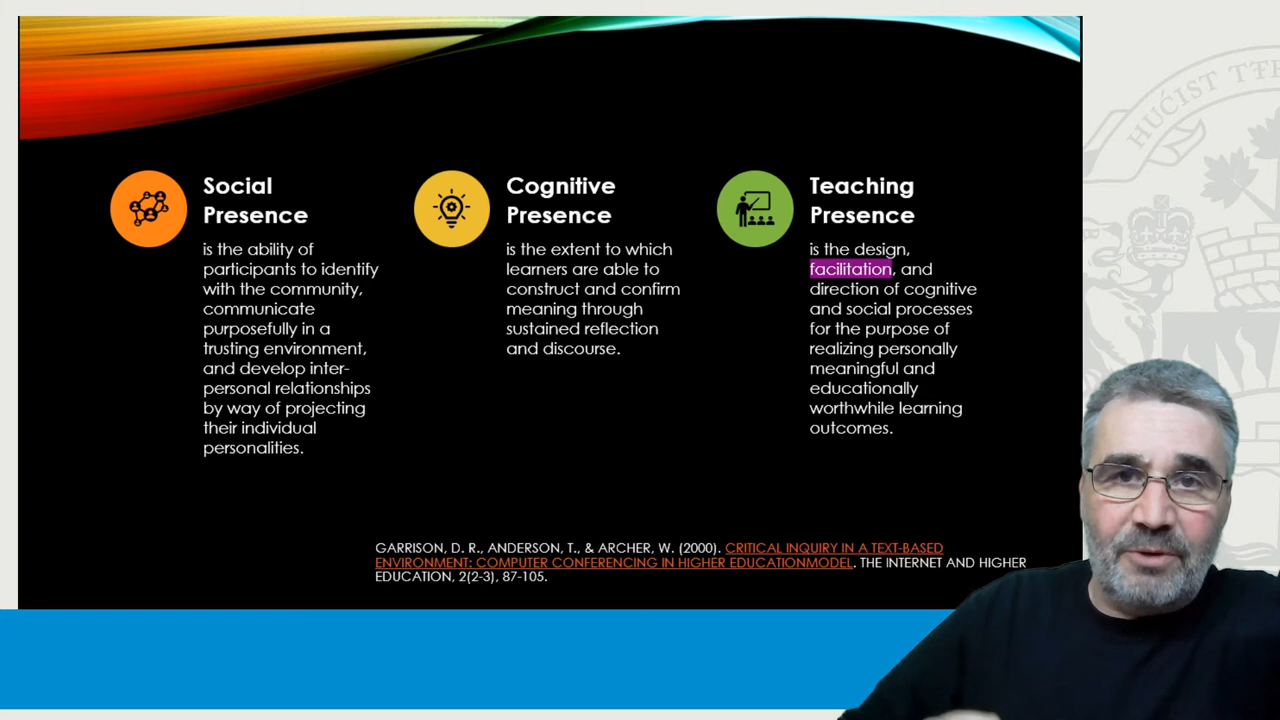 Social
Presence
is the ability of
participants to identify
with the community,
communicate
purposefully in a
trusting environment,
and develop inter-
personal relationships
by way of projecting
their individual
personalities.
Cognitive
Presence
is the extent to which
learners are able to
construct and confirm
meaning through
sustained reflection
and discourse.
Teaching
Presence
is the design,
facilitation, and
direction of cognitive
and social processes
for the purpose of
realizing personally
meaningful and
educationally
worthwhile learning
outcomes.
GARRISON, D. R., ANDERSON, T., & ARCHER, W. (2000). CRITICAL INQUIRY IN A TEXT-BASED
ENVIRONMENT: COMPUTER CONFERENCING IN HIGHER EDUCATIONMODEL. THE INTERNET AND HIGHER
EDUCATION, 2(2-3), 87-105.
HUĆIST